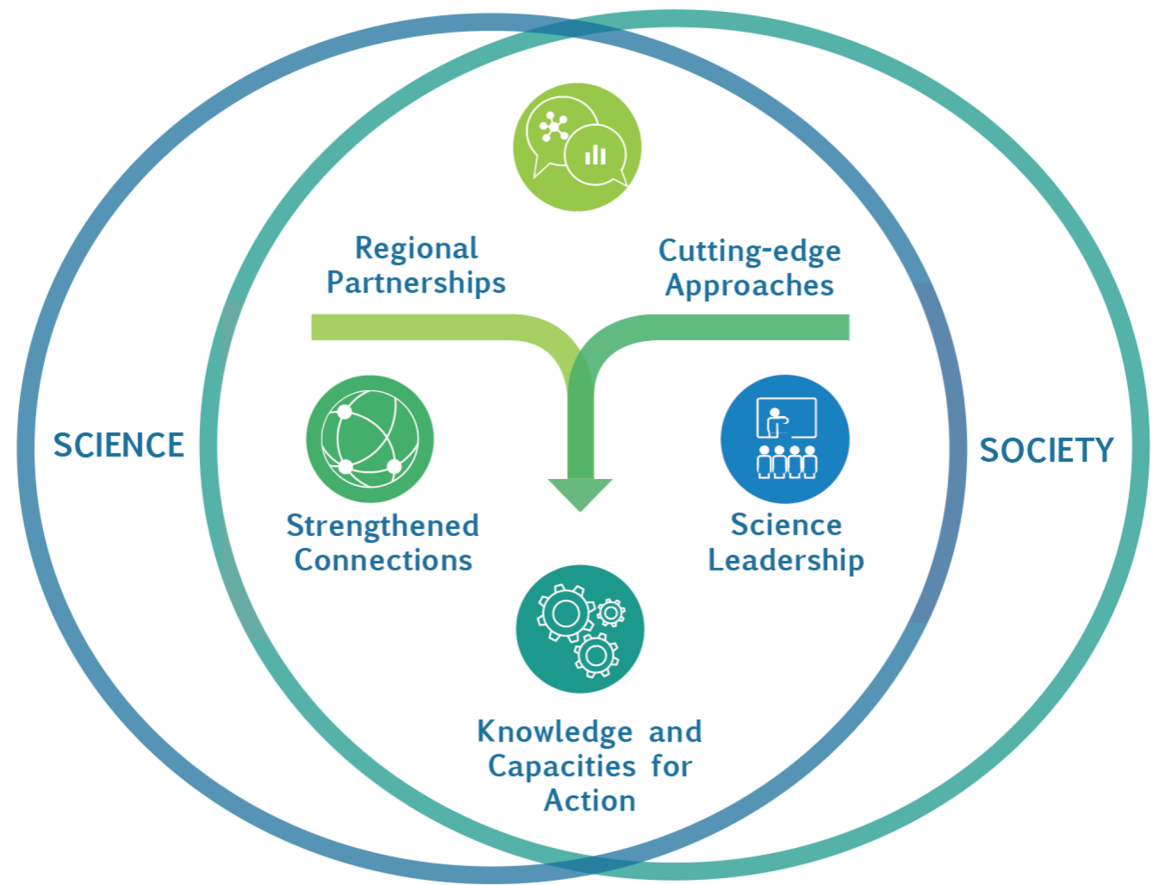 Regional
Partnerships
Cutting-edge
Approaches
SCIENCE
SOCIETY
Strengthened
Connections
Science
Leadership
Knowledge and
Capacities for
Action